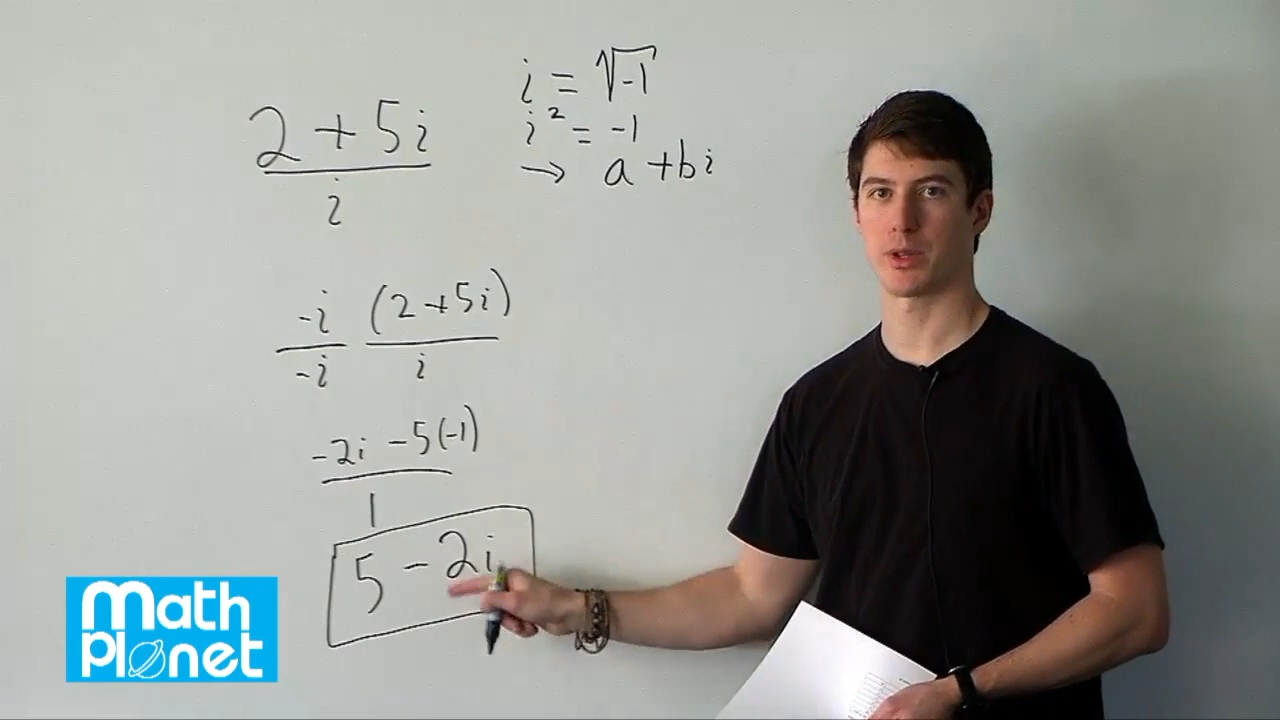 2 + 5i
i
i = √-1
i² = -1
→ a + bi
-i (2 + 5i)
-i i
-2i - 5(-1)
1
5 - 2i
math
planet